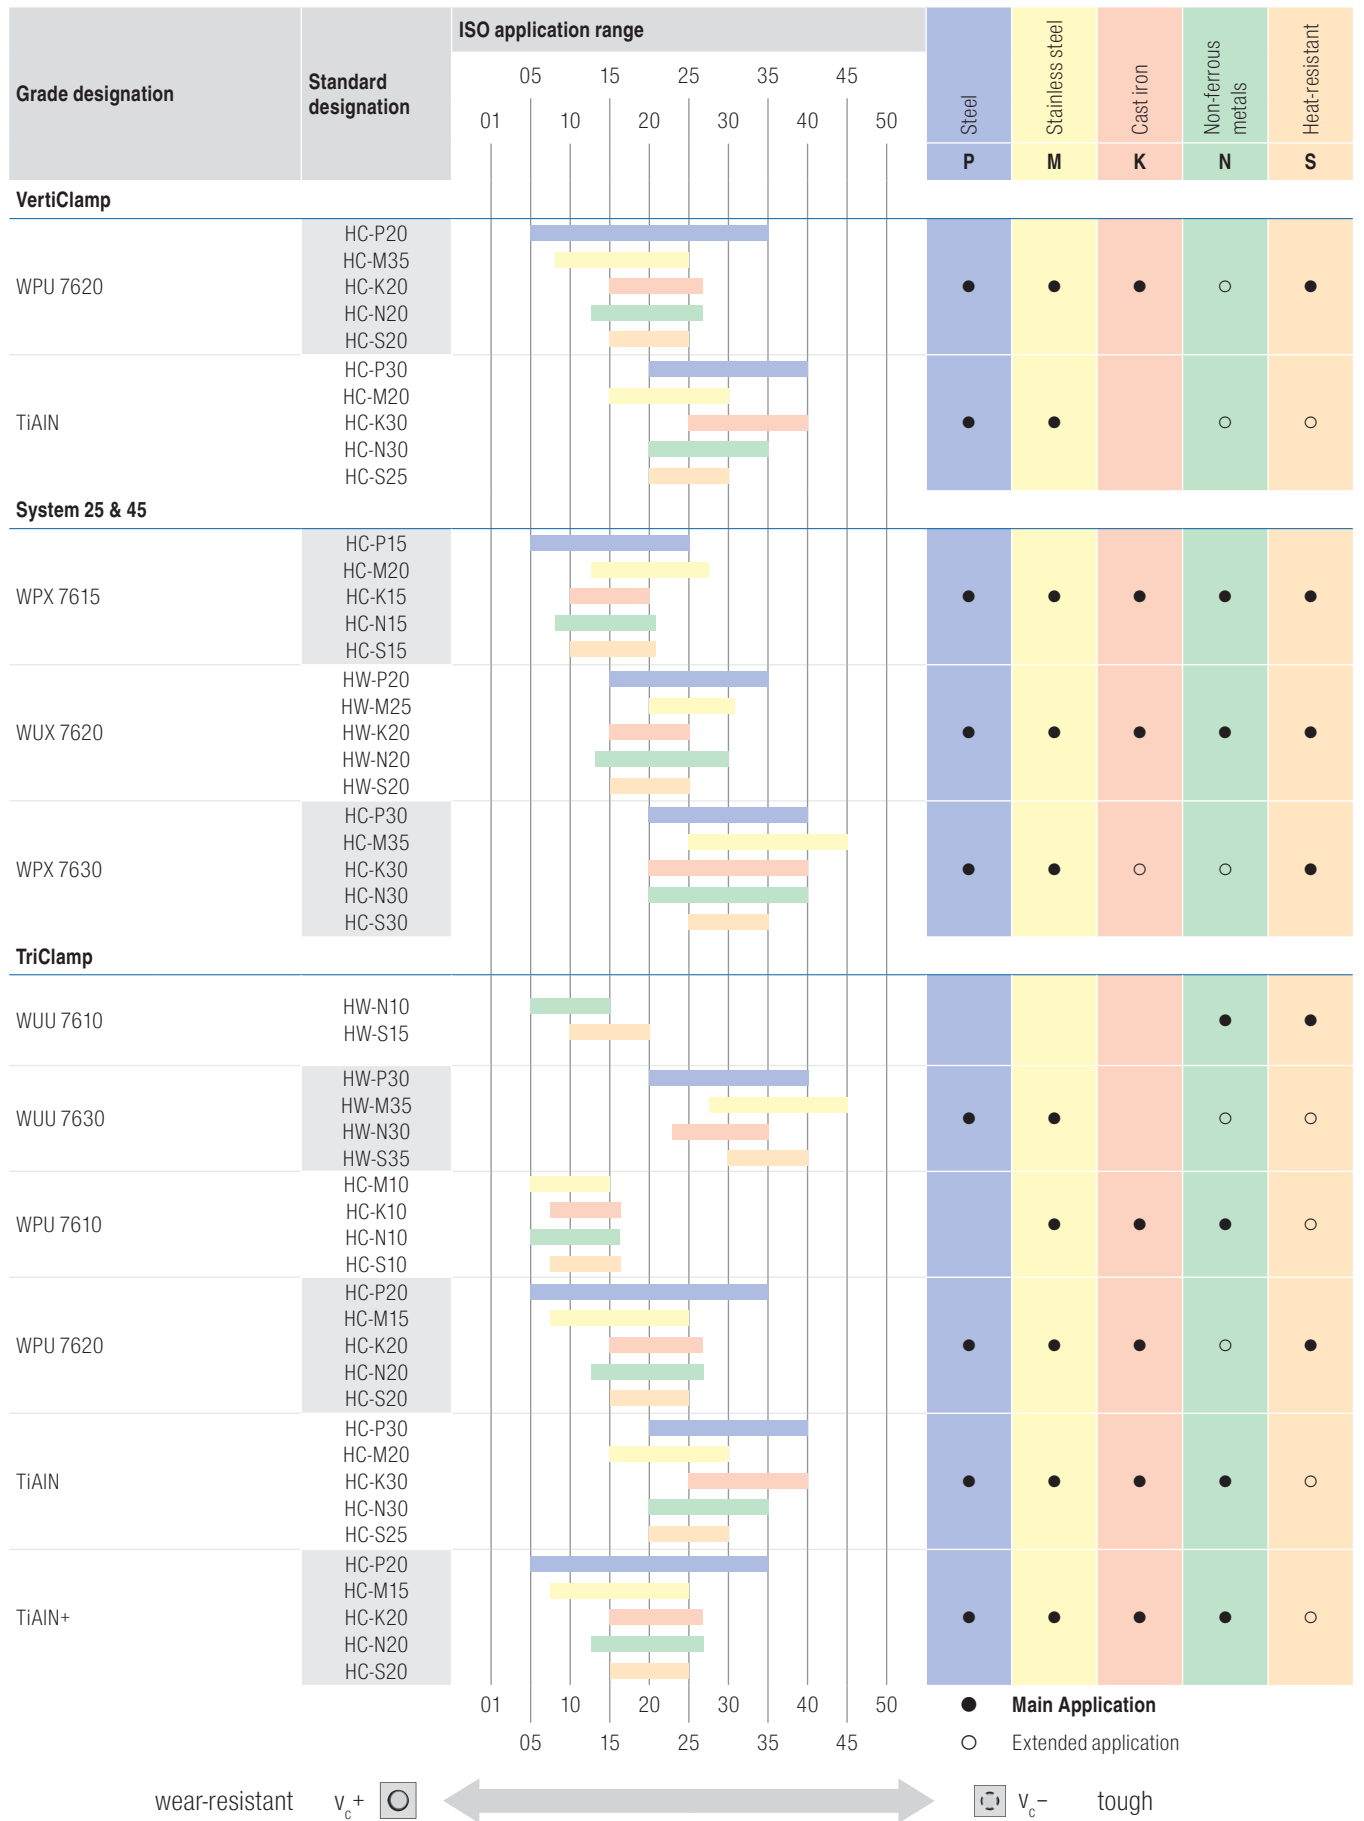 ISO application range
Grade designation
Standard
designation
05 15 25 35 45
01 10 20 30 40 50
Steel
Stainless steel
Cast iron
Non-ferrous
metals
Heat-resistant
P M K N S
VertiClamp
WPU 7620
HC-P20
HC-M35
HC-K20
HC-N20
HC-S20
TiAlN
HC-P30
HC-M20
HC-K30
HC-N30
HC-S25
System 25 & 45
WPX 7615
HC-P15
HC-M20
HC-K15
HC-N15
HC-S15
WUX 7620
HW-P20
HW-M25
HW-K20
HW-N20
HW-S20
WPX 7630
HC-P30
HC-M35
HC-K30
HC-N30
HC-S30
TriClamp
WUU 7610
HW-N10
HW-S15
WUU 7630
HW-P30
HW-M35
HW-N30
HW-S35
WPU 7610
HC-M10
HC-K10
HC-N10
HC-S10
WPU 7620
HC-P20
HC-M15
HC-K20
HC-N20
HC-S20
TiAlN
HC-P30
HC-M20
HC-K30
HC-N30
HC-S25
TiAlN+
HC-P20
HC-M15
HC-K20
HC-N20
HC-S20
01 10 20 30 40 50
05 15 25 35 45
● Main Application
○ Extended application
wear-resistant vc+
vc– tough